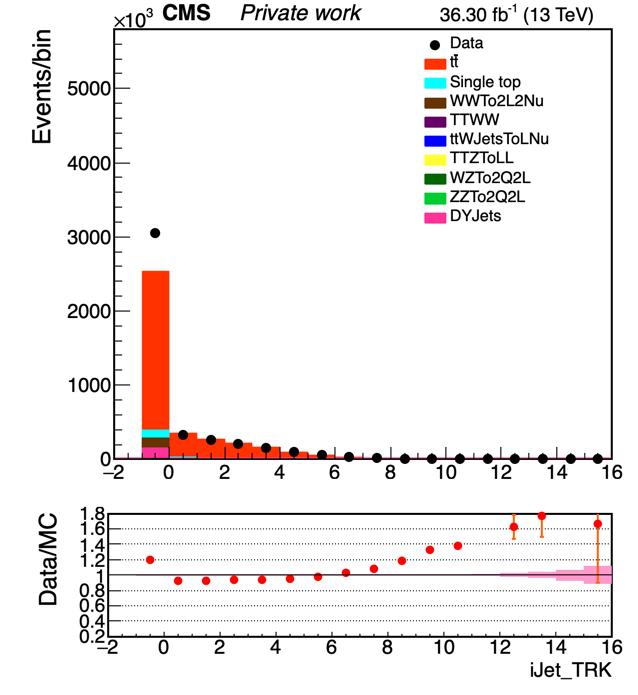 ×10³ CMS Private work 36.30 fb⁻¹ (13 TeV)
Events/bin
5000
4000
3000
2000
1000
0
Data
tt̄
Single top
WWTo2L2Nu
TTWW
ttWJetsToLNu
TTZToLL
WZTo2Q2L
ZZTo2Q2L
DYJets
−2 0 2 4 6 8 10 12 14 16
Data/MC
1.8
1.6
1.4
1.2
1
0.8
0.6
0.4
0.2
−2 0 2 4 6 8 10 12 14 16
iJet_TRK